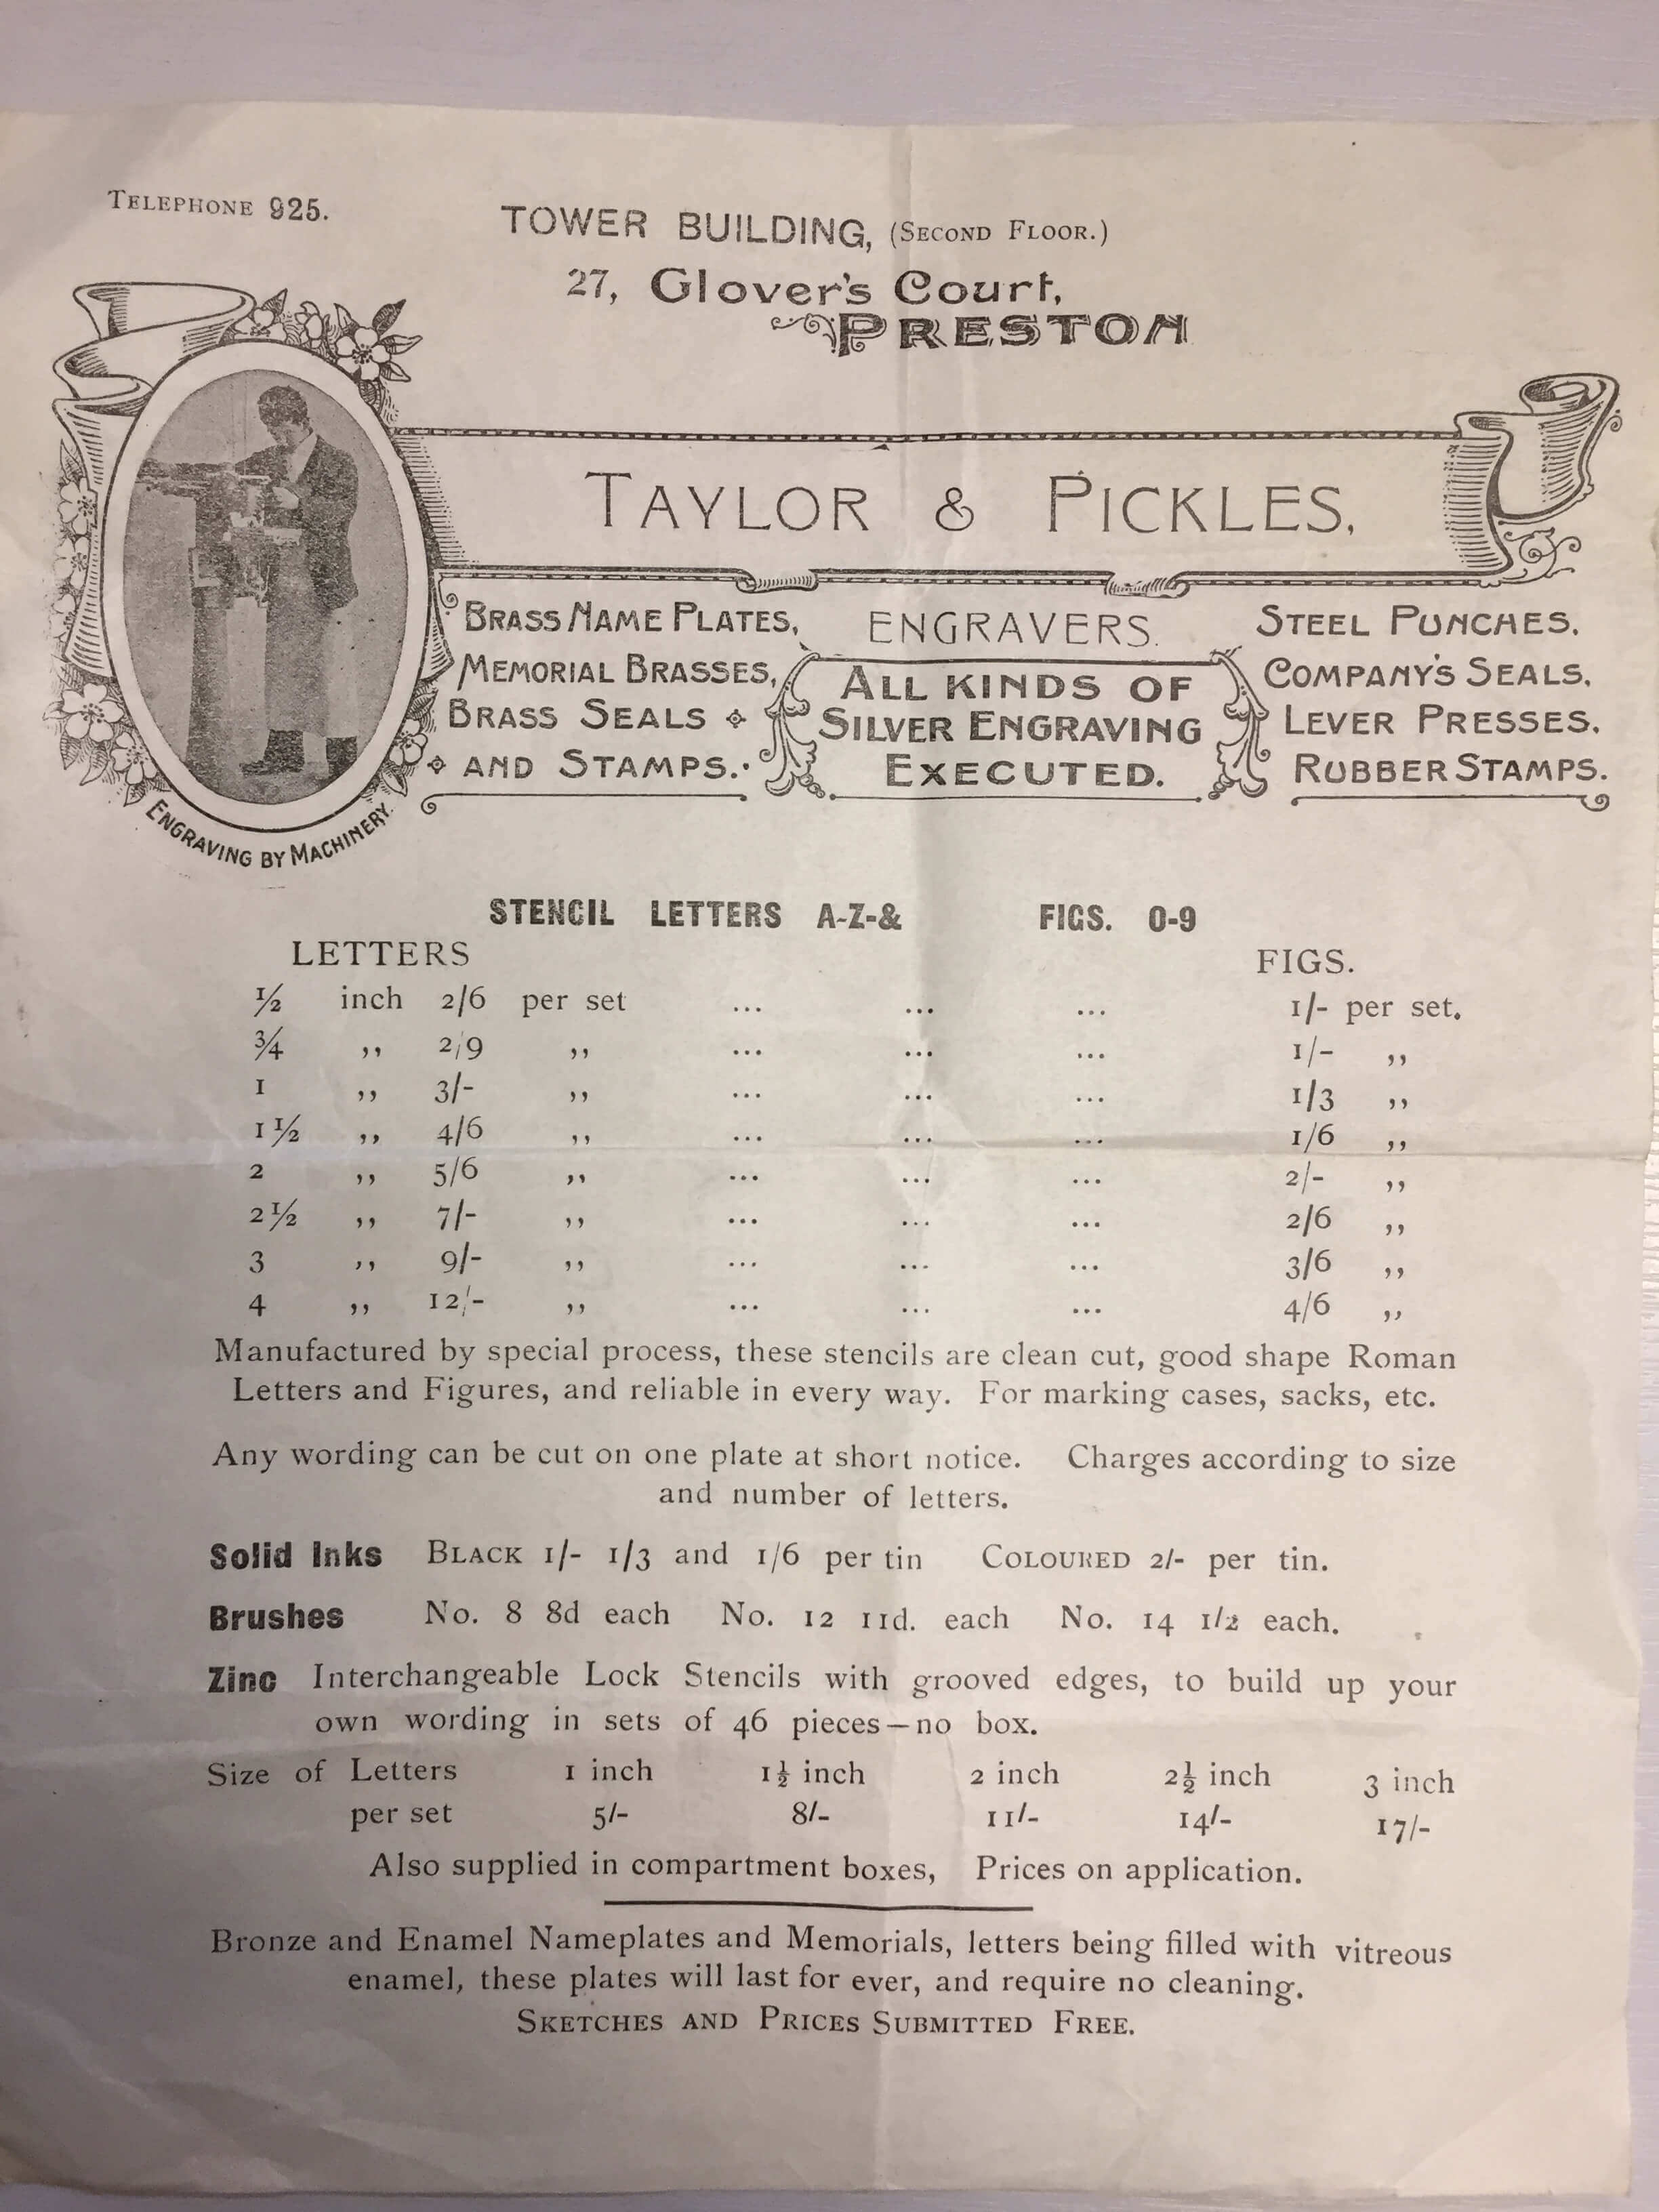 TELEPHONE 925.
TOWER BUILDING, (SECOND FLOOR.)
27, Glover's Court,
PRESTON
TAYLOR & PICKLES,
ENGRAVERS.
BRASS NAME PLATES,
MEMORIAL BRASSES,
BRASS SEALS
AND STAMPS.
ALL KINDS OF
SILVER ENGRAVING
EXECUTED.
STEEL PUNCHES.
COMPANY'S SEALS.
LEVER PRESSES.
RUBBER STAMPS.
ENGRAVING BY MACHINERY.
STENCIL LETTERS A-Z-& FIGS. 0-9
LETTERS FIGS.
½ inch 2/6 per set ... ... ... 1/- per set.
¾ ,, 2/9 ,, ... ... ... 1/- ,,
1 ,, 3/- ,, ... ... ... 1/3 ,,
1½ ,, 4/6 ,, ... ... ... 1/6 ,,
2 ,, 5/6 ,, ... ... ... 2/- ,,
2½ ,, 7/- ,, ... ... ... 2/6 ,,
3 ,, 9/- ,, ... ... ... 3/6 ,,
4 ,, 12/- ,, ... ... ... 4/6 ,,
Manufactured by special process, these stencils are clean cut, good shape Roman
Letters and Figures, and reliable in every way. For marking cases, sacks, etc.
Any wording can be cut on one plate at short notice. Charges according to size
and number of letters.
Solid Inks BLACK 1/- 1/3 and 1/6 per tin COLOURED 2/- per tin.
Brushes No. 8 8d each No. 12 11d. each No. 14 1/2 each.
Zinc Interchangeable Lock Stencils with grooved edges, to build up your
own wording in sets of 46 pieces—no box.
Size of Letters 1 inch 1½ inch 2 inch 2½ inch 3 inch
per set 5/- 8/- 11/- 14/- 17/-
Also supplied in compartment boxes, Prices on application.
Bronze and Enamel Nameplates and Memorials, letters being filled with vitreous
enamel, these plates will last for ever, and require no cleaning.
SKETCHES AND PRICES SUBMITTED FREE.